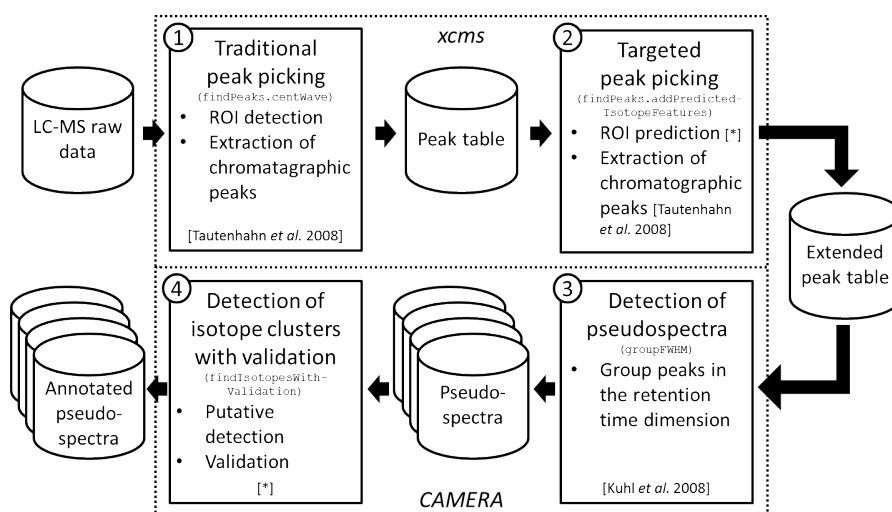 xcms
LC-MS raw
data
1
Traditional
peak picking
(findPeaks.centWave)
• ROI detection
• Extraction of
chromatagraphic
peaks
[Tautenhahn et al. 2008]
Peak table
2
Targeted
peak picking
(findPeaks.addPredicted-
IsotopeFeatures)
• ROI prediction [*]
• Extraction of
chromatographic
peaks [Tautenhahn
et al. 2008]
Extended
peak table
3
Detection of
pseudospectra
(groupFWHM)
• Group peaks in
the retention
time dimension
[Kuhl et al. 2008]
Pseudo-
spectra
4
Detection of
isotope clusters
with validation
(findIsotopesWith-
Validation)
• Putative
detection
• Validation
[*]
Annotated
pseudo-
spectra
CAMERA